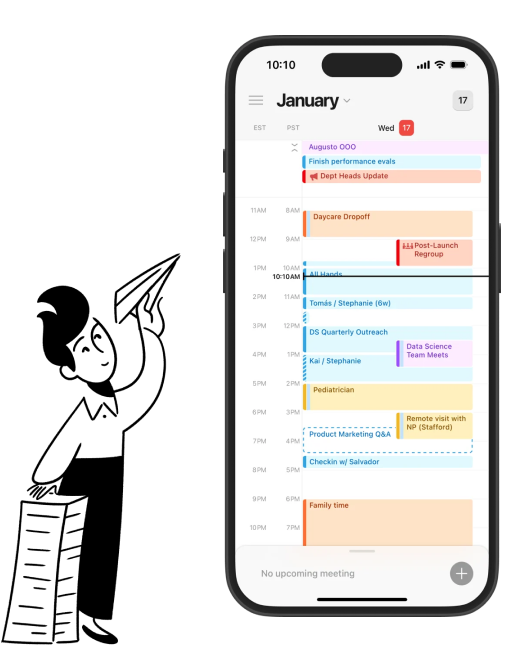 10:10
January
17
EST PST Wed 17
Augusto OOO
Finish performance evals
Dept Heads Update
11AM 8AM
Daycare Dropoff
12PM 9AM
Post-Launch
Regroup
1PM 10AM
All Hands
10:10AM
2PM 11AM
Tomás / Stephanie (6w)
3PM 12PM
DS Quarterly Outreach
Data Science
Team Meets
4PM 1PM
Kai / Stephanie
5PM 2PM
Pediatrician
6PM 3PM
Remote visit with
NP (Stafford)
Product Marketing Q&A
7PM 4PM
Checkin w/ Salvador
8PM 5PM
9PM 6PM
Family time
10PM 7PM
No upcoming meeting